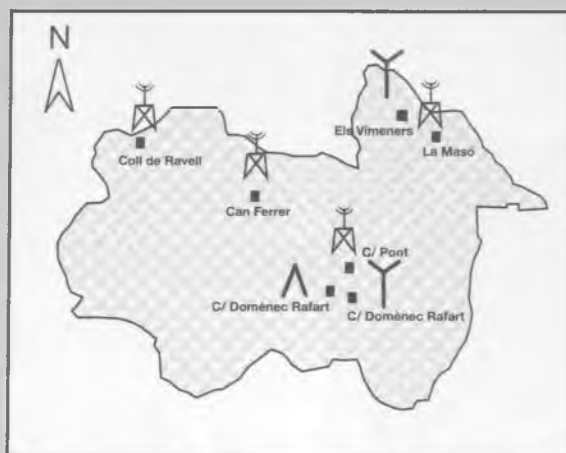 N
Els Vimeners
La Masó
Coll de Ravell
Can Ferrer
C/ Pont
C/ Domènec Rafart
C/ Domènec Rafart